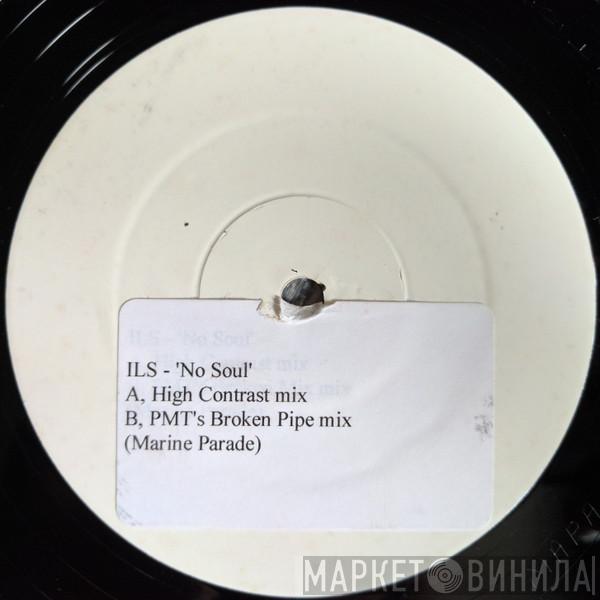 ILS - 'No Soul'
A, High Contrast mix
B, PMT's Broken Pipe mix
(Marine Parade)
МАРКЕТ ВИНИЛА